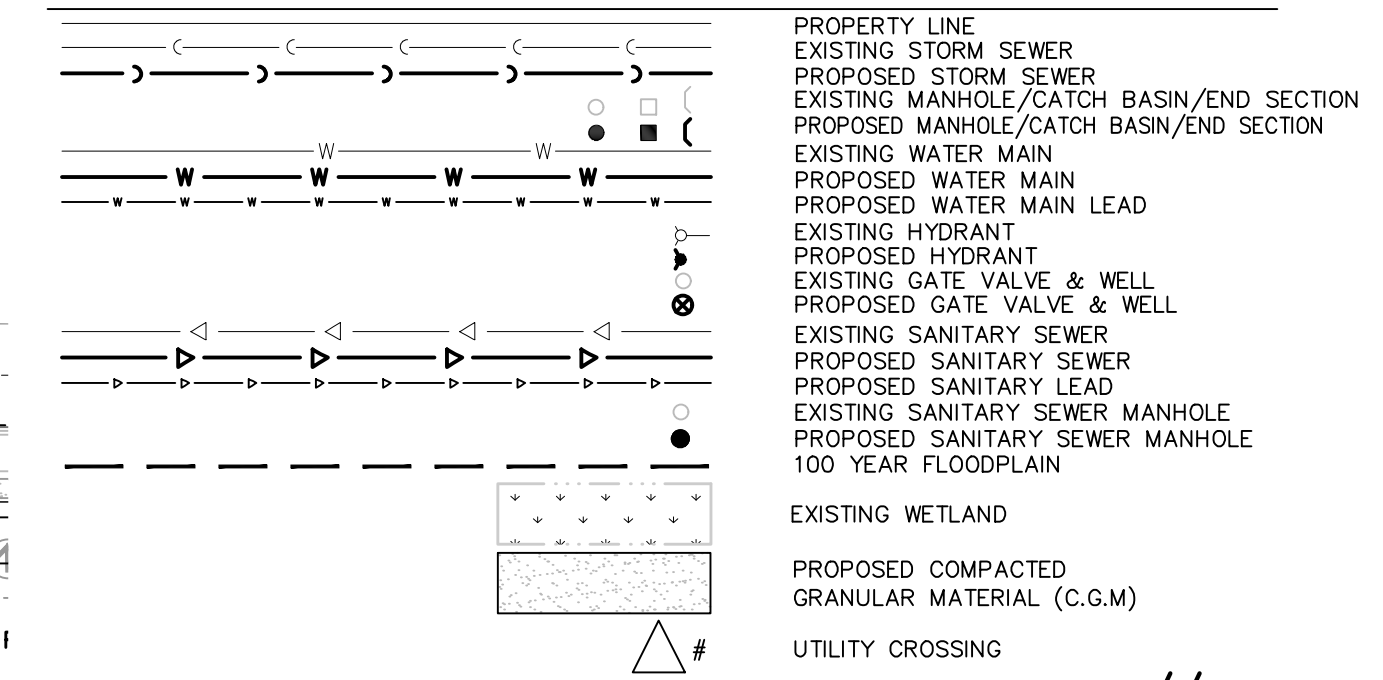 PROPERTY LINE
EXISTING STORM SEWER
PROPOSED STORM SEWER
EXISTING MANHOLE/CATCH BASIN/END SECTION
PROPOSED MANHOLE/CATCH BASIN/END SECTION
W W EXISTING WATER MAIN
W W W W PROPOSED WATER MAIN
W W W W W W W W W PROPOSED WATER MAIN LEAD
EXISTING HYDRANT
PROPOSED HYDRANT
EXISTING GATE VALVE & WELL
PROPOSED GATE VALVE & WELL
EXISTING SANITARY SEWER
PROPOSED SANITARY SEWER
PROPOSED SANITARY LEAD
EXISTING SANITARY SEWER MANHOLE
PROPOSED SANITARY SEWER MANHOLE
100 YEAR FLOODPLAIN
EXISTING WETLAND
PROPOSED COMPACTED
GRANULAR MATERIAL (C.G.M)
# UTILITY CROSSING